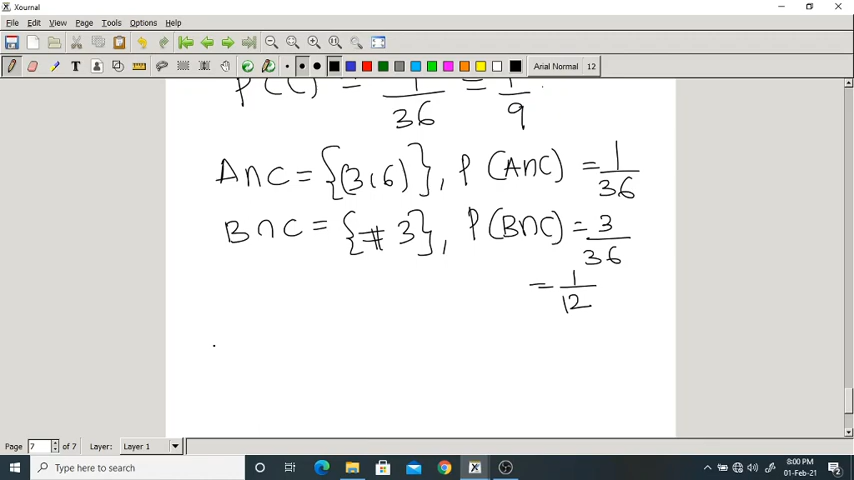 Xournal
File Edit View Page Tools Options Help
Arial Normal 12
P(C) = 1/36 = 1/9
A∩C = {(3,6)}, P(A∩C) = 1/36
B∩C = {# 3}, P(B∩C) = 3/36
= 1/12
Page 7 of 7 Layer: Layer 1
Type here to search
8:00 PM
01-Feb-21
2